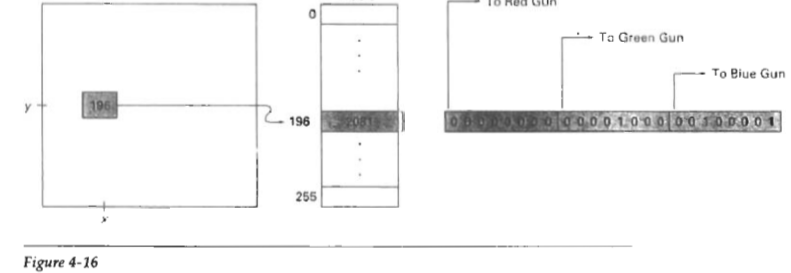 To Red Gun
0
To Green Gun
To Blue Gun
y
196
196
2081
0 0 0 0 0 0 0 0 0 0 0 0 1 0 0 0 0 0 1 0 0 0 0 1
255
x
Figure 4-16